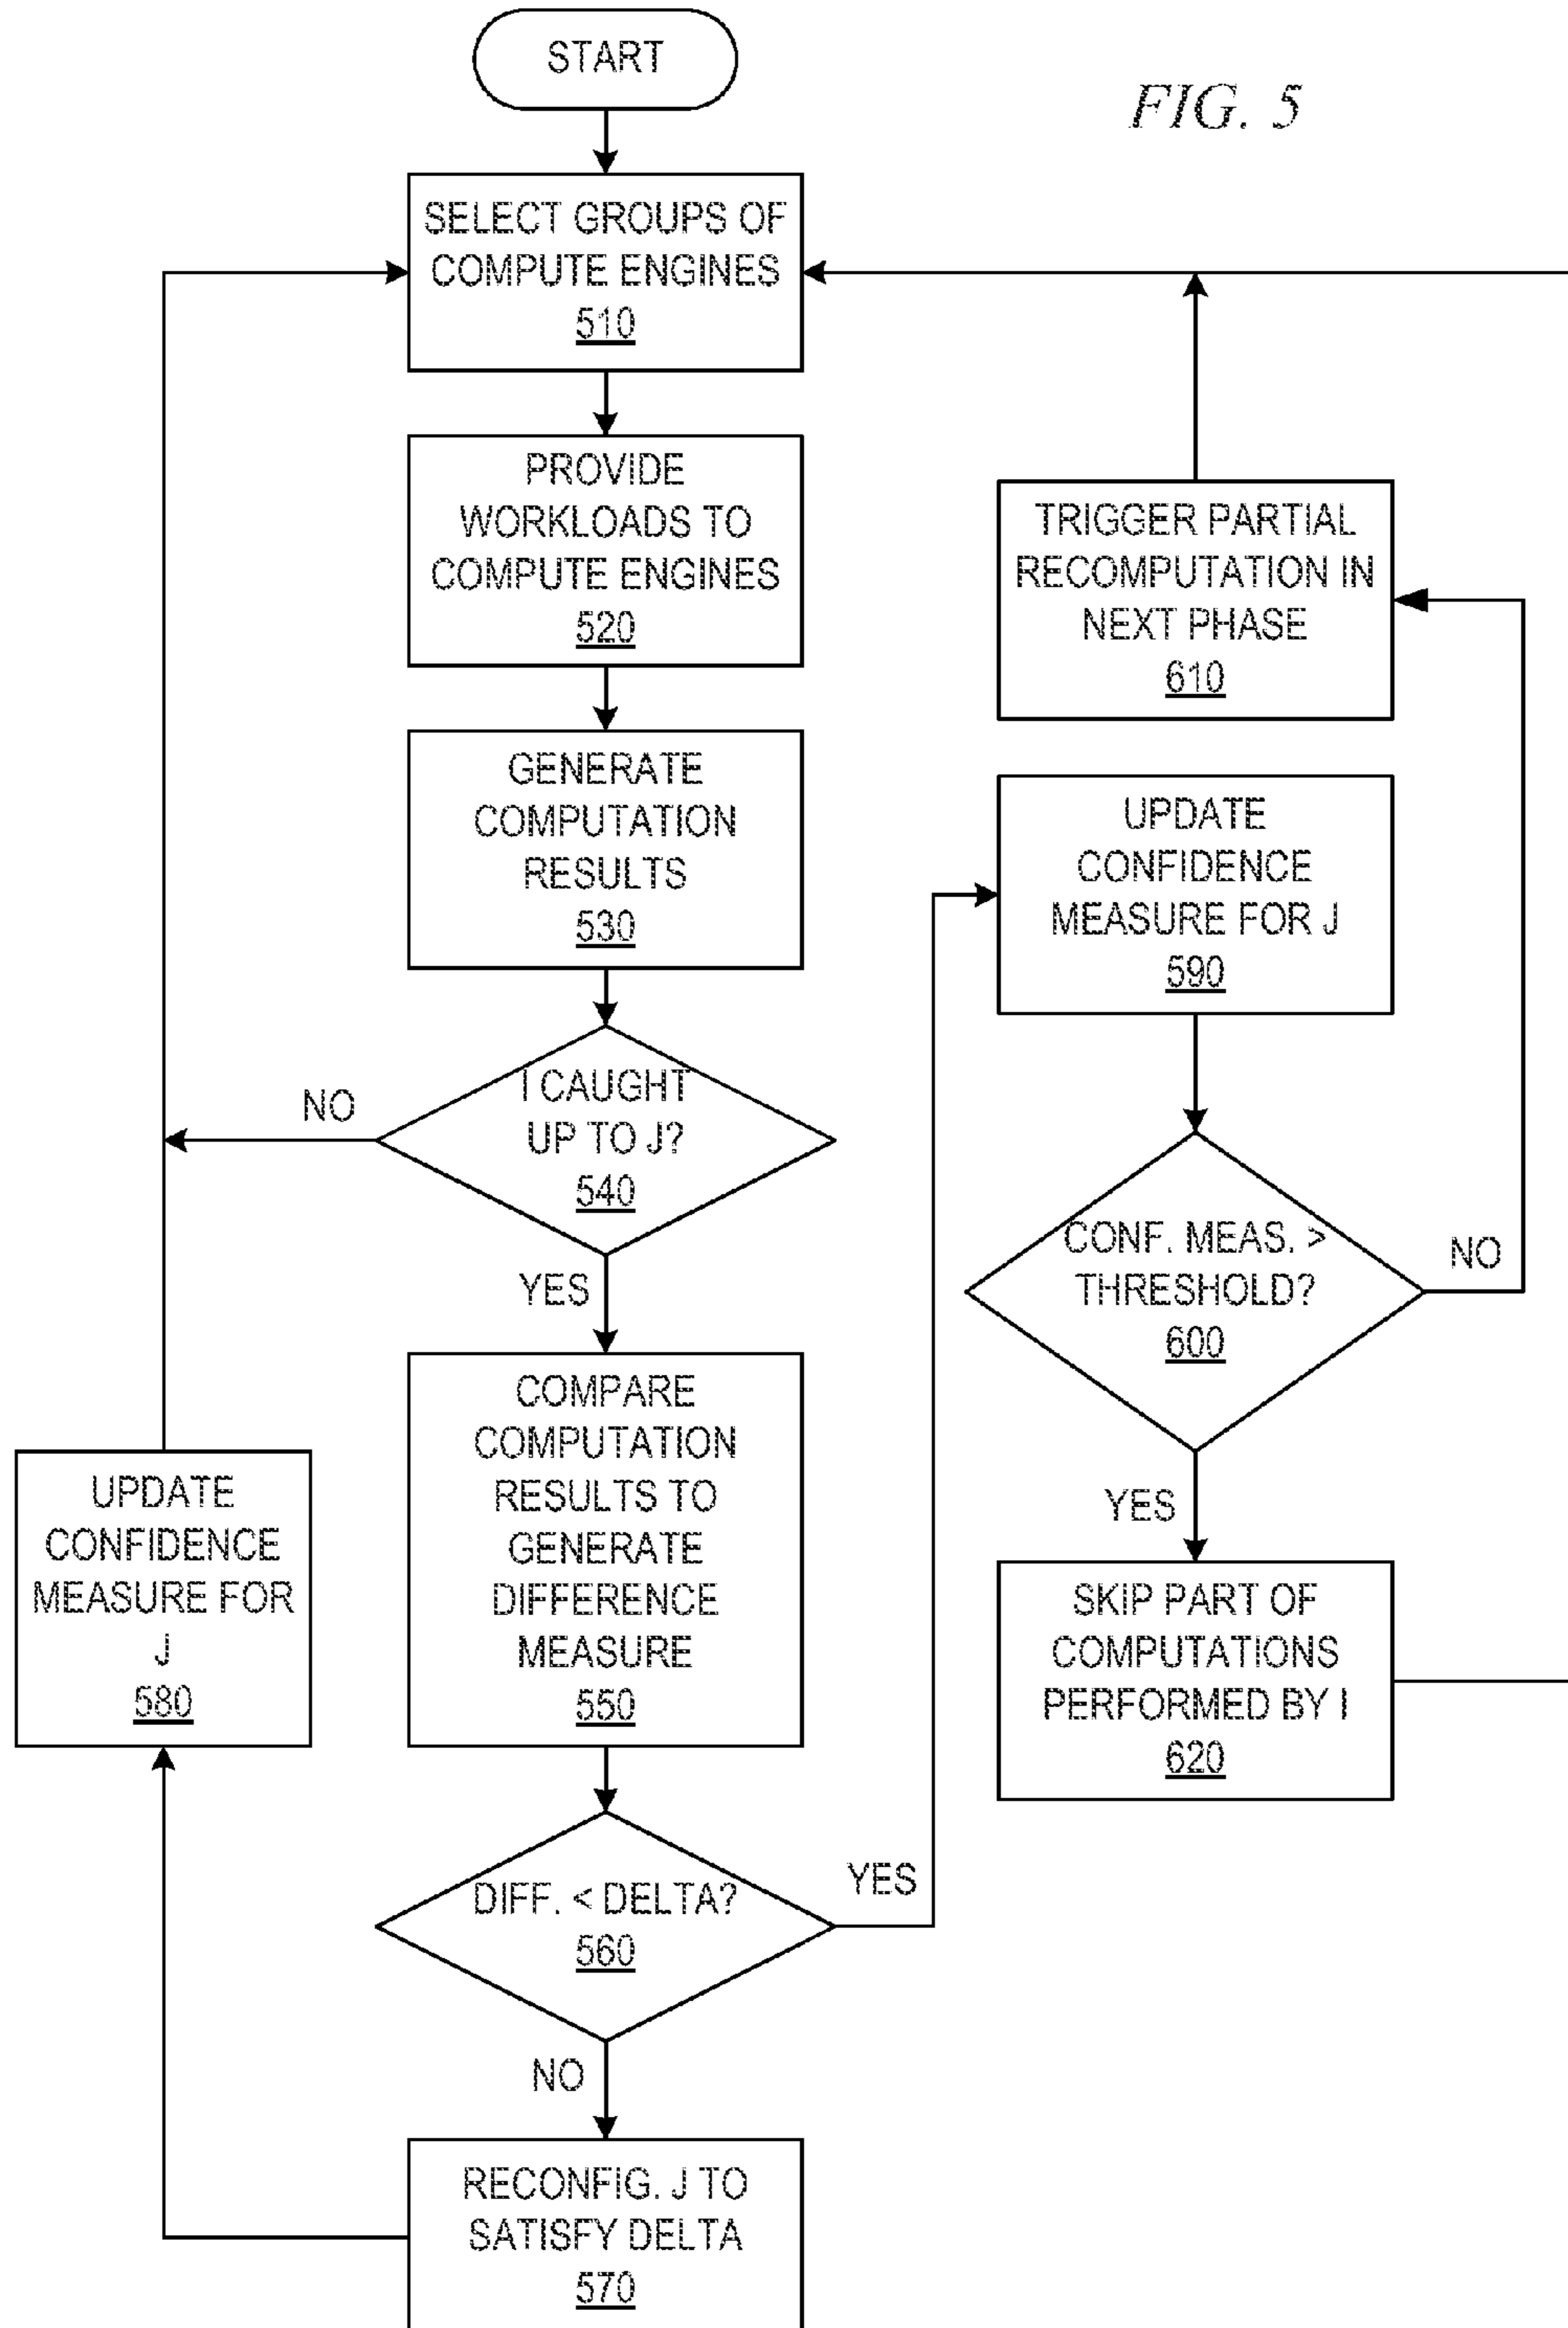 START
FIG. 5
SELECT GROUPS OF
COMPUTE ENGINES
510
PROVIDE
WORKLOADS TO
COMPUTE ENGINES
520
TRIGGER PARTIAL
RECOMPUTATION IN
NEXT PHASE
610
GENERATE
COMPUTATION
RESULTS
530
UPDATE
CONFIDENCE
MEASURE FOR J
590
I CAUGHT
UP TO J?
540
NO
YES
CONF. MEAS. >
THRESHOLD?
600
NO
YES
COMPARE
COMPUTATION
RESULTS TO
GENERATE
DIFFERENCE
MEASURE
550
UPDATE
CONFIDENCE
MEASURE FOR
J
580
SKIP PART OF
COMPUTATIONS
PERFORMED BY I
620
DIFF. < DELTA?
560
YES
NO
RECONFIG. J TO
SATISFY DELTA
570